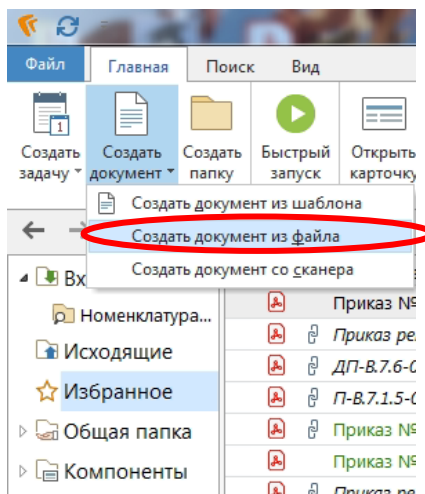 Файл Главная Поиск Вид
1
Создать задачу
Создать документ
Создать папку
Быстрый запуск
Открыть карточку
Создать документ из шаблона
Создать документ из файла
Создать документ со сканера
Вх
Номенклатура...
Исходящие
Избранное
Общая папка
Компоненты
Приказ №
Приказ ре
ДП-В.7.6-0
П-В.7.1.5-0
Приказ №
Приказ №
Приказ ре